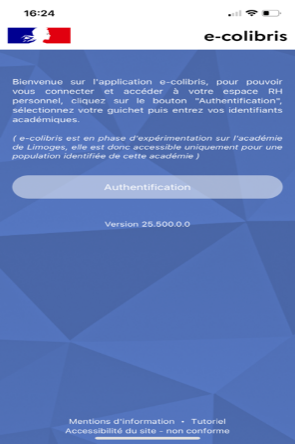 16:24
e-colibris
Bienvenue sur l'application e-colibris, pour pouvoir
vous connecter et accéder à votre espace RH
personnel, cliquez sur le bouton "Authentification",
sélectionnez votre guichet puis entrez vos identifiants
académiques.
( e-colibris est en phase d'expérimentation sur l'académie
de Limoges, elle est donc accessible uniquement pour une
population identifiée de cette académie )
Authentification
Version 25.500.0.0
Mentions d'information - Tutoriel
Accessibilité du site - non conforme